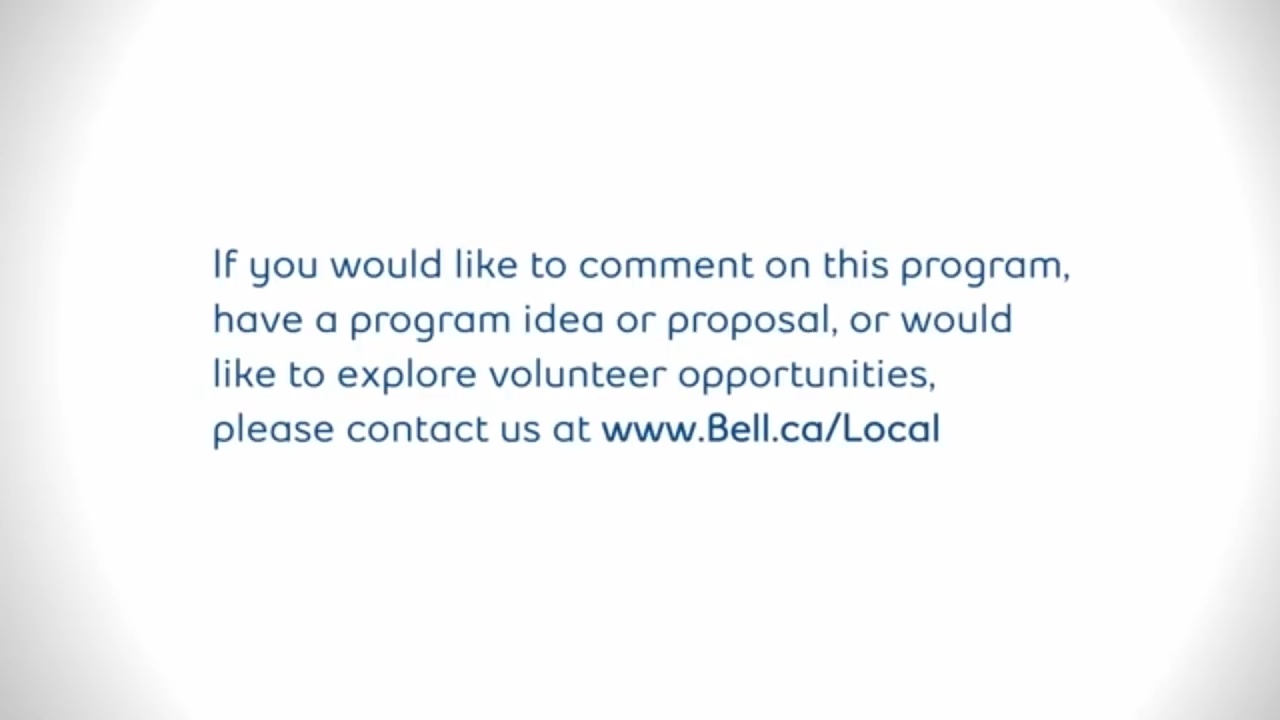 If you would like to comment on this program,
have a program idea or proposal, or would
like to explore volunteer opportunities,
please contact us at www.Bell.ca/Local